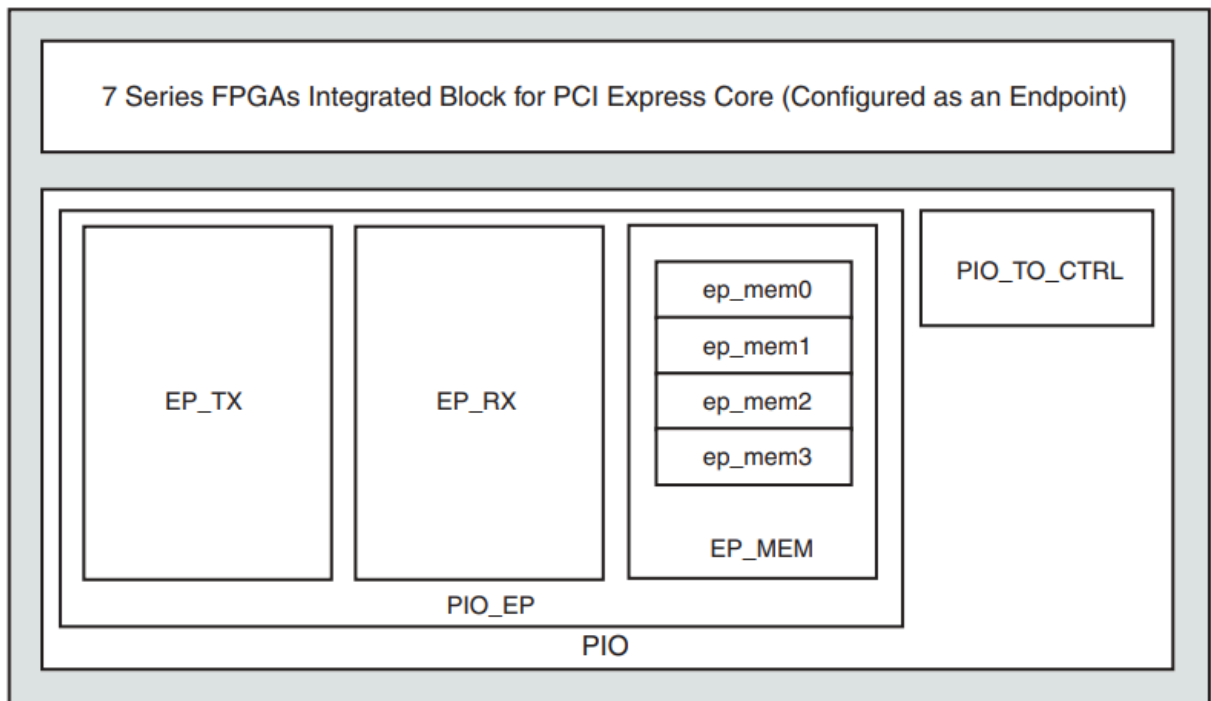 7 Series FPGAs Integrated Block for PCI Express Core (Configured as an Endpoint)
EP_TX
EP_RX
ep_mem0
ep_mem1
ep_mem2
ep_mem3
EP_MEM
PIO_EP
PIO_TO_CTRL
PIO